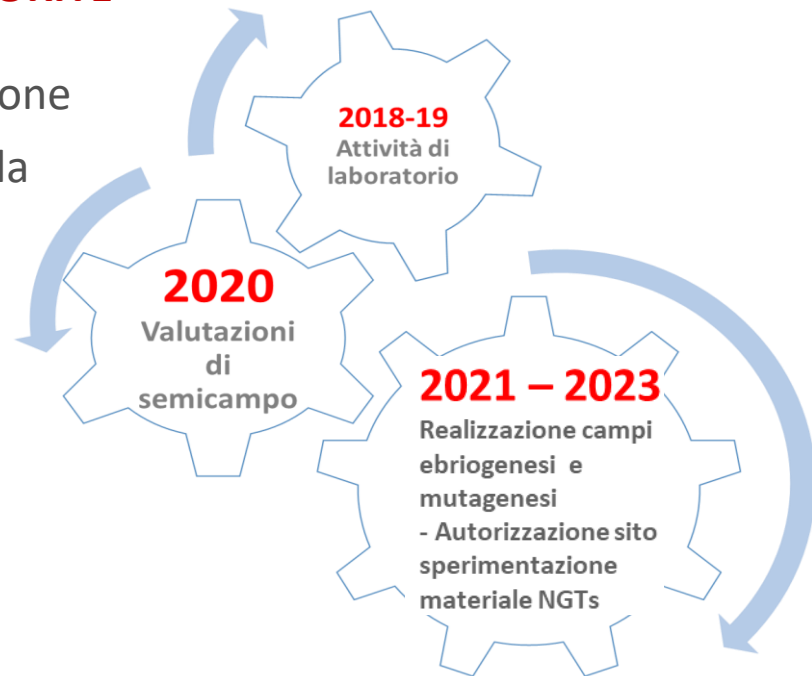 one
la
2018-19
Attività di
laboratorio
2020
Valutazioni
di
semicampo
2021 – 2023
Realizzazione campi
ebriogenesi e
mutagenesi
- Autorizzazione sito
sperimentazione
materiale NGTs